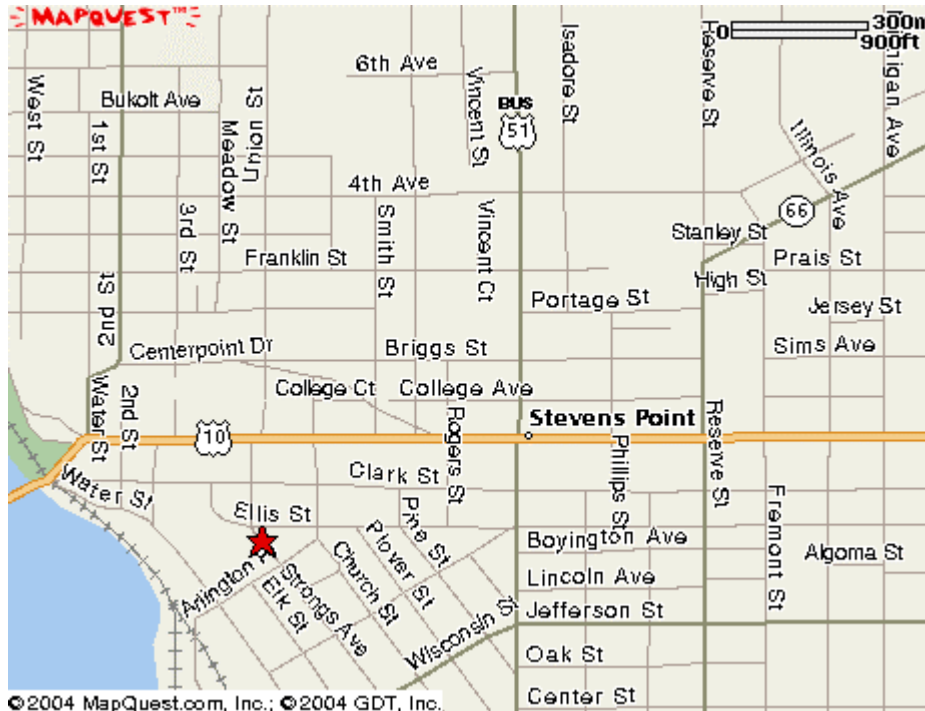 MAPQUEST™
0 300m
900ft
6th Ave
Isadore St
Reserve St
Bukolt Ave
West St
1st St
Union St
Meadow St
Vincent St
BUS
51
Illinois Ave
4th Ave
66
3rd St
Smith St
Vincent Ct
Stanley St
Franklin St
Prais St
High St
Portage St
Jersey St
2nd St
Centerpoint Dr
Briggs St
Sims Ave
College Ct
College Ave
Water St
2nd St
Rogers St
Stevens Point
Reserve St
10
Phillips St
Clark St
Water St
Ellis St
Pine St
Fremont St
Plover St
Boyington Ave
Algoma St
Church St
Strongs Ave
Arlington P
Elk St
Lincoln Ave
Wisconsin St
Jefferson St
Oak St
Center St
©2004 MapQuest.com, Inc.; ©2004 GDT, Inc.